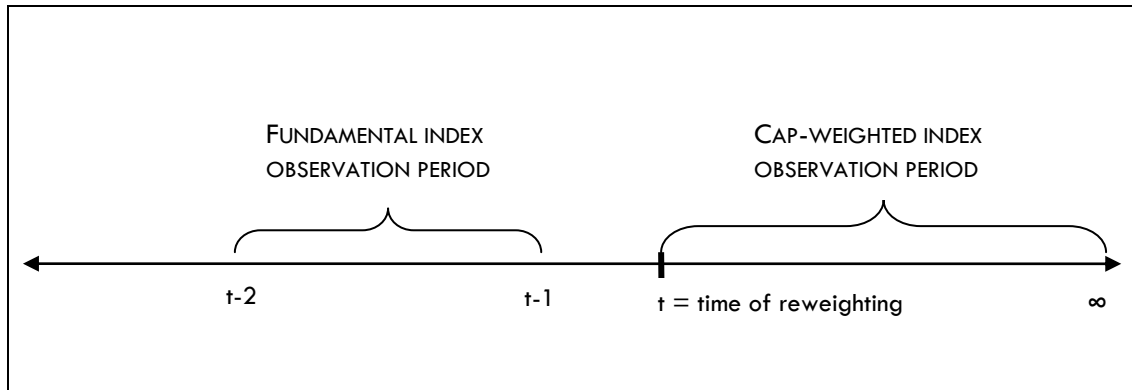 FUNDAMENTAL INDEX
OBSERVATION PERIOD
CAP-WEIGHTED INDEX
OBSERVATION PERIOD
t-2
t-1
t = time of reweighting
∞